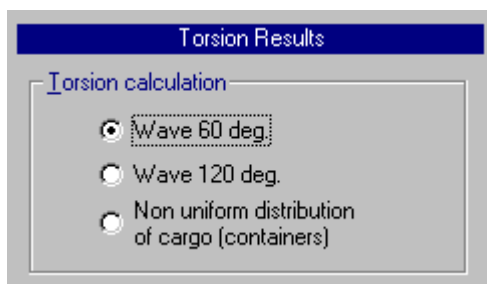 Torsion Results
Torsion calculation
Wave 60 deg.
Wave 120 deg.
Non uniform distribution
of cargo (containers)